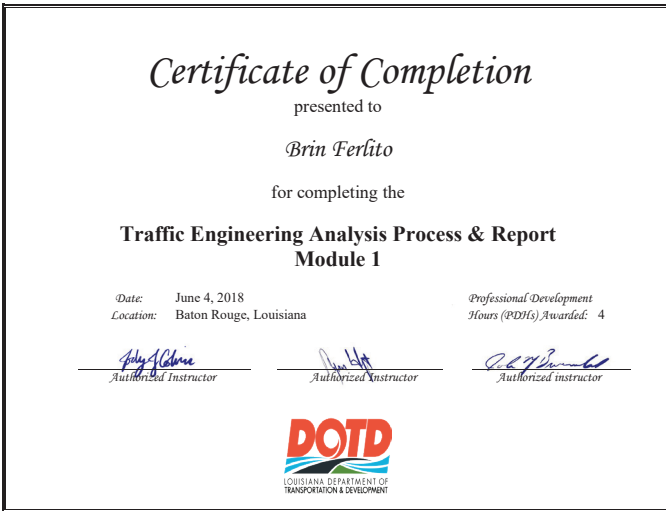 Certificate of Completion
presented to
Brin Ferlito
for completing the
Traffic Engineering Analysis Process & Report
Module 1
Date: June 4, 2018
Location: Baton Rouge, Louisiana
Professional Development
Hours (PDHs) Awarded: 4
Authorized Instructor
Authorized Instructor
Authorized instructor
DOTD
LOUISIANA DEPARTMENT OF
TRANSPORTATION & DEVELOPMENT